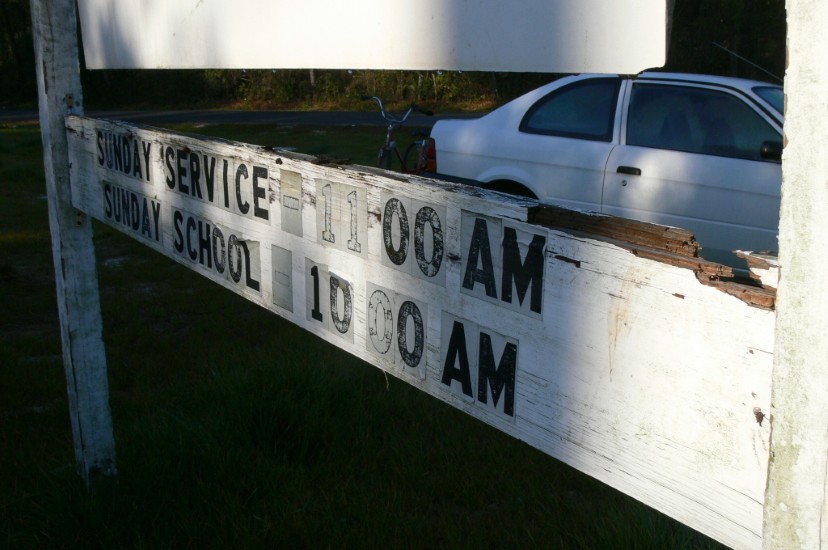 SUNDAY SERVICE - 11 00 AM
SUNDAY SCHOOL - 10 00 AM